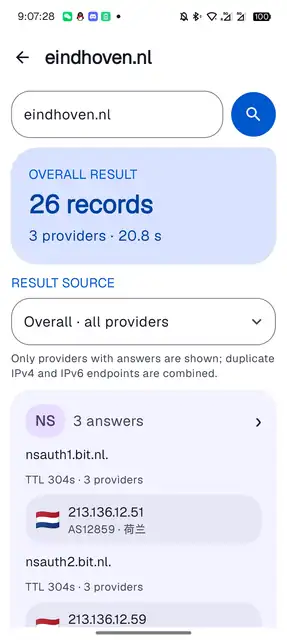 9:07:28
100
eindhoven.nl
eindhoven.nl
OVERALL RESULT
26 records
3 providers · 20.8 s
RESULT SOURCE
Overall · all providers
Only providers with answers are shown; duplicate
IPv4 and IPv6 endpoints are combined.
NS 3 answers
nsauth1.bit.nl.
TTL 304s · 3 providers
213.136.12.51
AS12859 · 荷兰
nsauth2.bit.nl.
TTL 304s · 3 providers
213.136.12.59